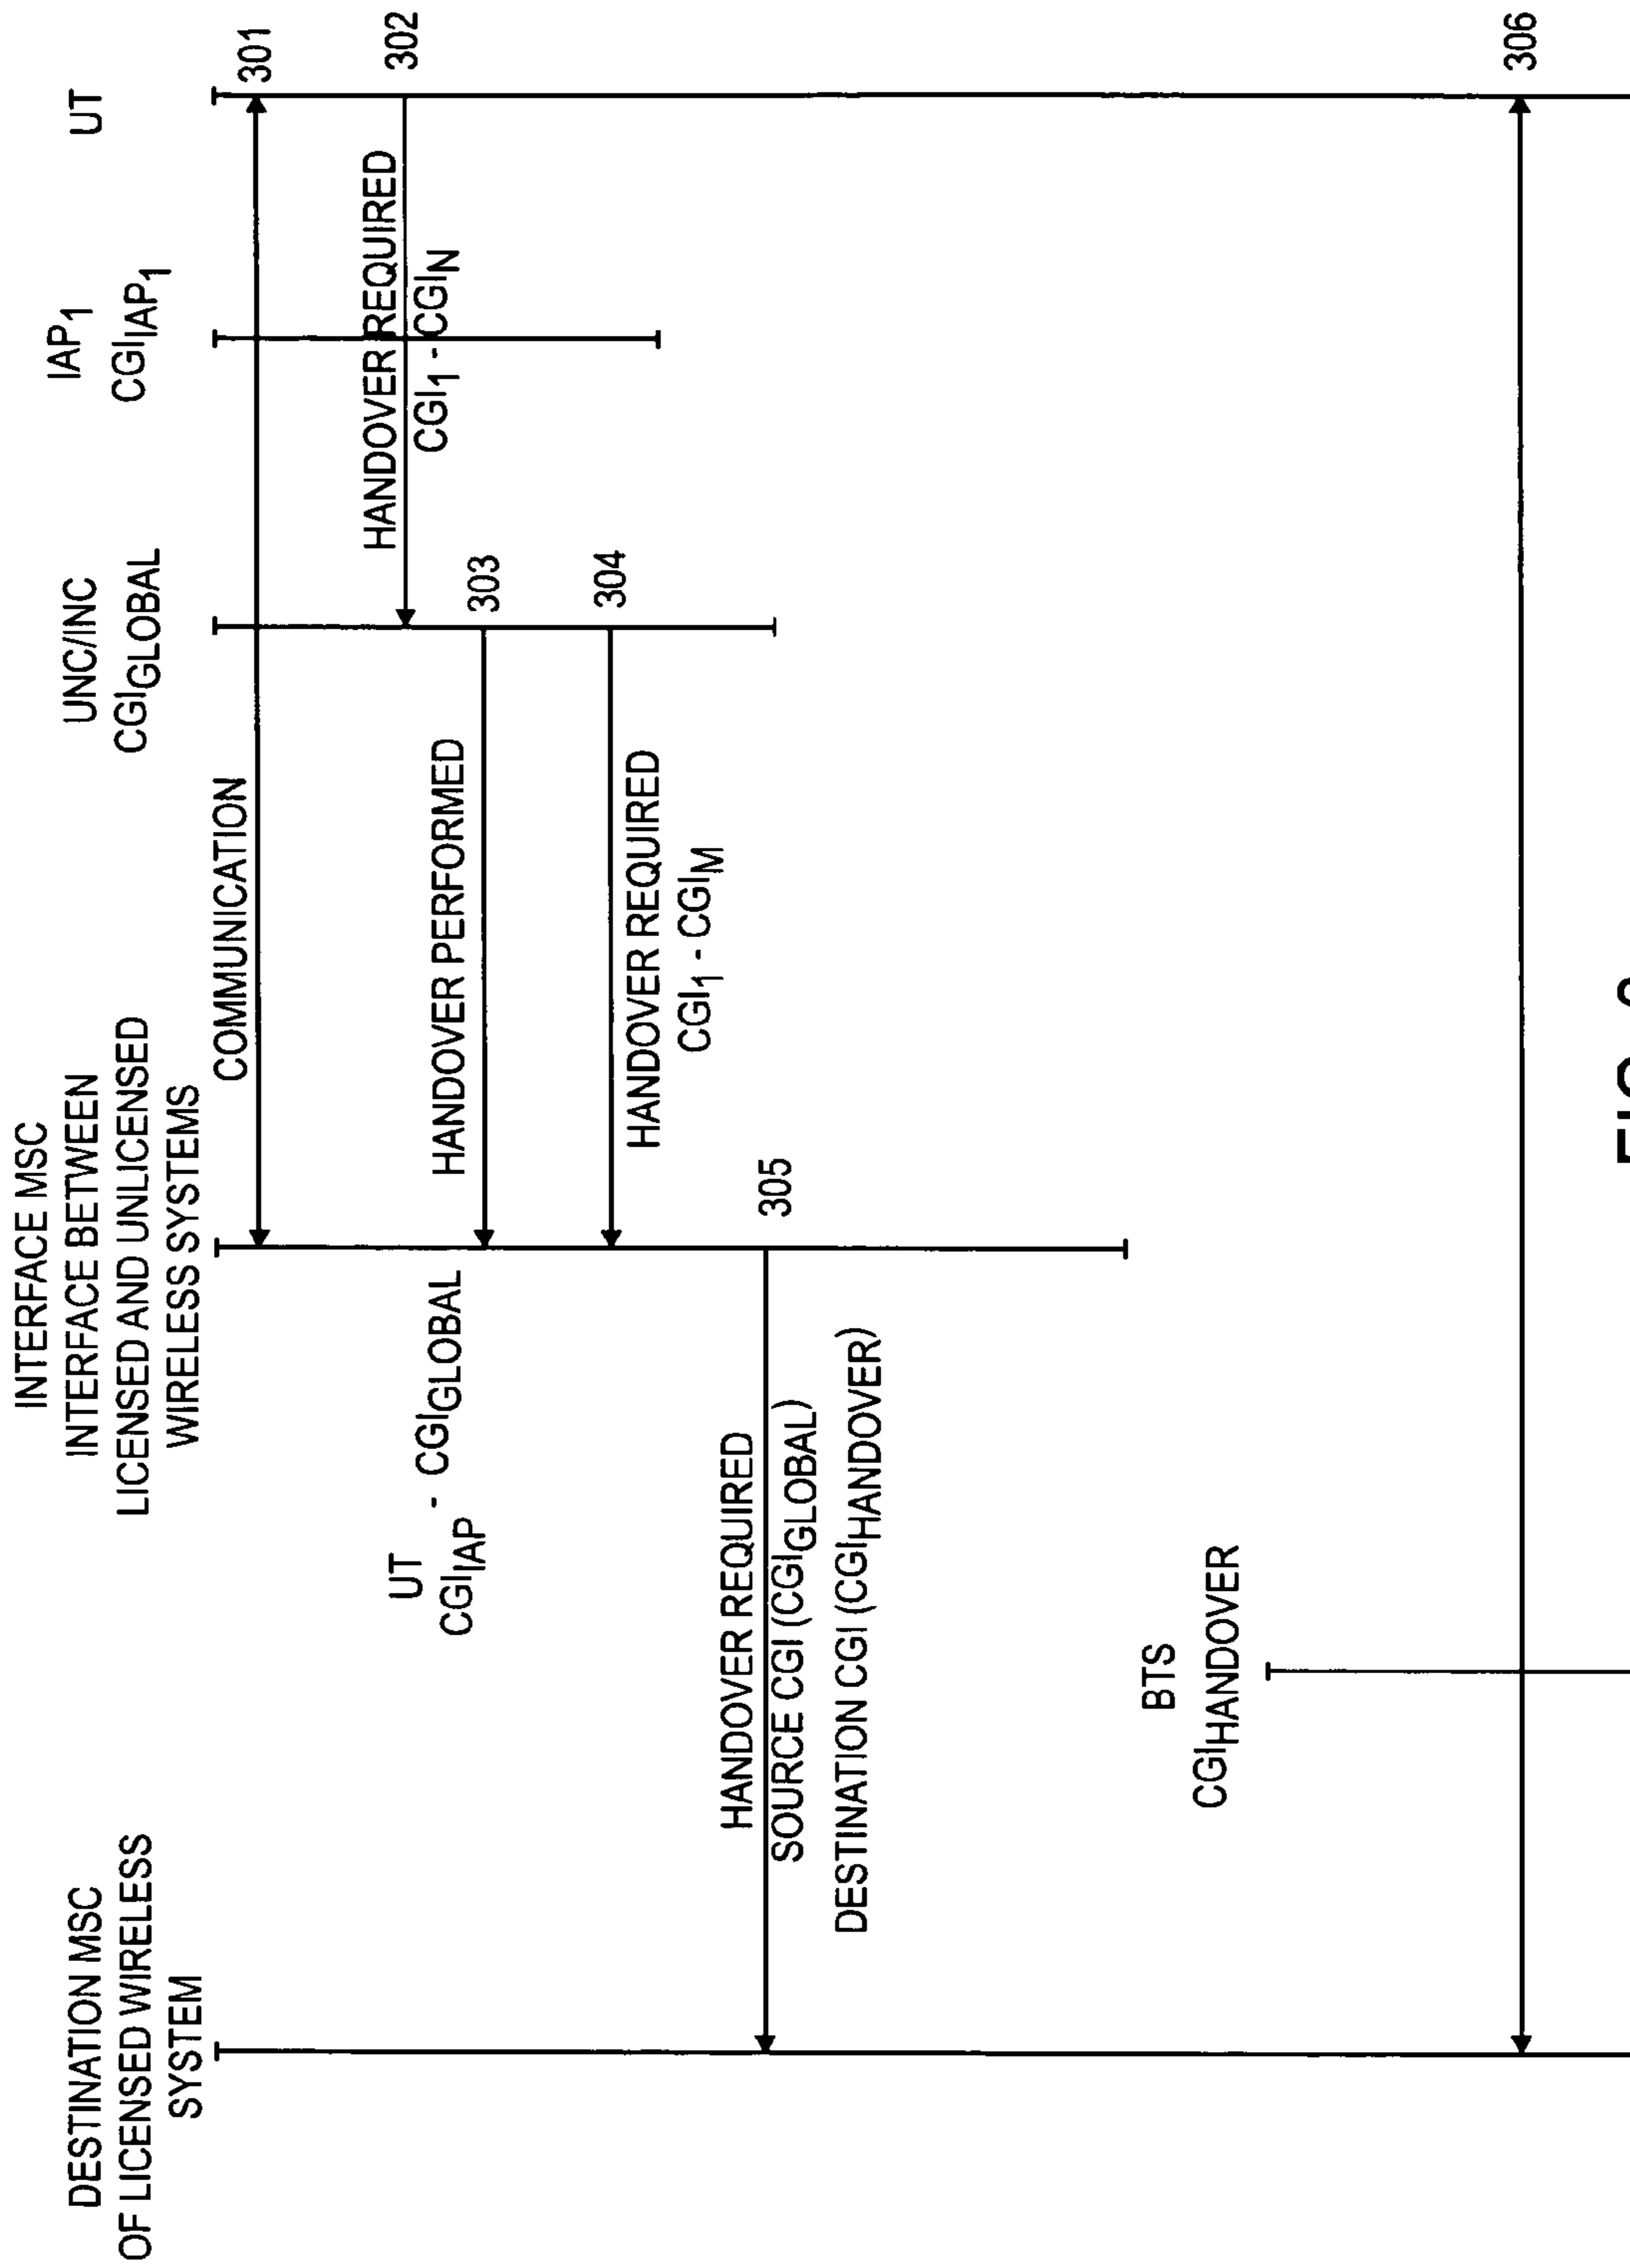 DESTINATION MSC
OF LICENSED WIRELESS
SYSTEM
INTERFACE MSC
INTERFACE BETWEEN
LICENSED AND UNLICENSED
WIRELESS SYSTEMS
UNC/INC
CGIGLOBAL
IAP1
CGIIAP1
UT
COMMUNICATION
301
HANDOVER REQUIRED
CGI1 - CGIN
302
UT
CGIIAP - CGIGLOBAL
HANDOVER PERFORMED
303
HANDOVER REQUIRED
CGI1 - CGIM
304
HANDOVER REQUIRED
SOURCE CGI (CGIGLOBAL)
DESTINATION CGI (CGIHANDOVER)
305
BTS
CGIHANDOVER
306